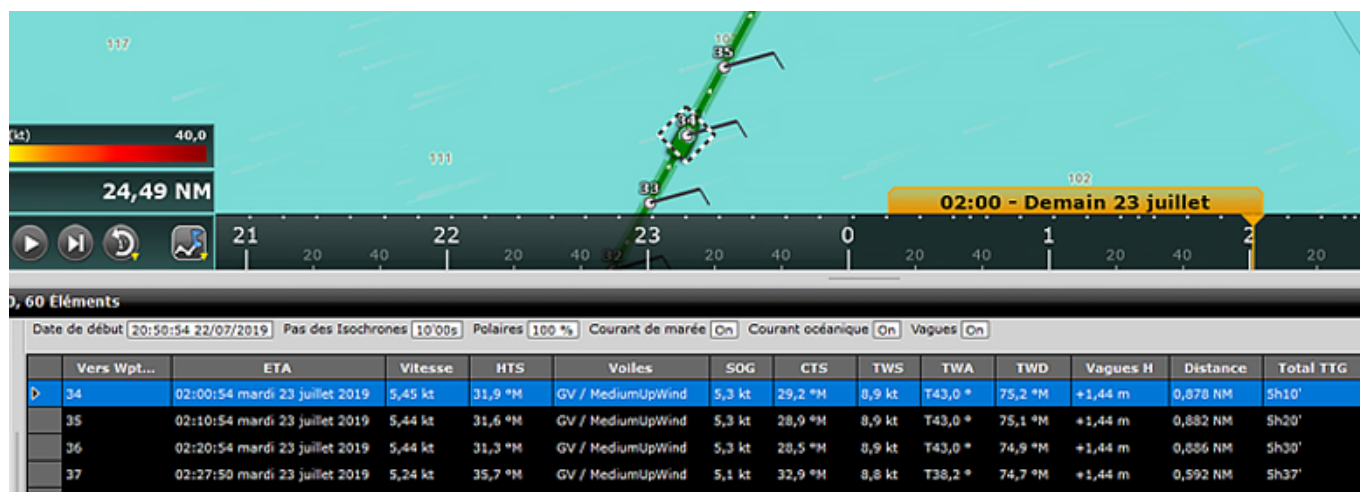 117
35
34
(kt) 40,0
111
33
102
24,49 NM
02:00 - Demain 23 juillet
21 22 23 0 1 2
20 40 32 20 40 20 40 20 40 20
0, 60 Éléments
Date de début 20:50:54 22/07/2019 Pas des Isochrones 10'00s Polaires 100 % Courant de marée On Courant océanique On Vagues On
Vers Wpt... ETA Vitesse HTS Voiles SOG CTS TWS TWA TWD Vagues H Distance Total TTG
34 02:00:54 mardi 23 juillet 2019 5,45 kt 31,9 °M GV / MediumUpWind 5,3 kt 29,2 °M 8,9 kt T43,0 ° 75,2 °M +1,44 m 0,878 NM 5h10'
35 02:10:54 mardi 23 juillet 2019 5,44 kt 31,6 °M GV / MediumUpWind 5,3 kt 28,9 °M 8,9 kt T43,0 ° 75,1 °M +1,44 m 0,882 NM 5h20'
36 02:20:54 mardi 23 juillet 2019 5,44 kt 31,3 °M GV / MediumUpWind 5,3 kt 28,5 °M 8,9 kt T43,0 ° 74,9 °M +1,44 m 0,886 NM 5h30'
37 02:27:50 mardi 23 juillet 2019 5,24 kt 35,7 °M GV / MediumUpWind 5,1 kt 32,9 °M 8,8 kt T38,2 ° 74,7 °M +1,44 m 0,592 NM 5h37'